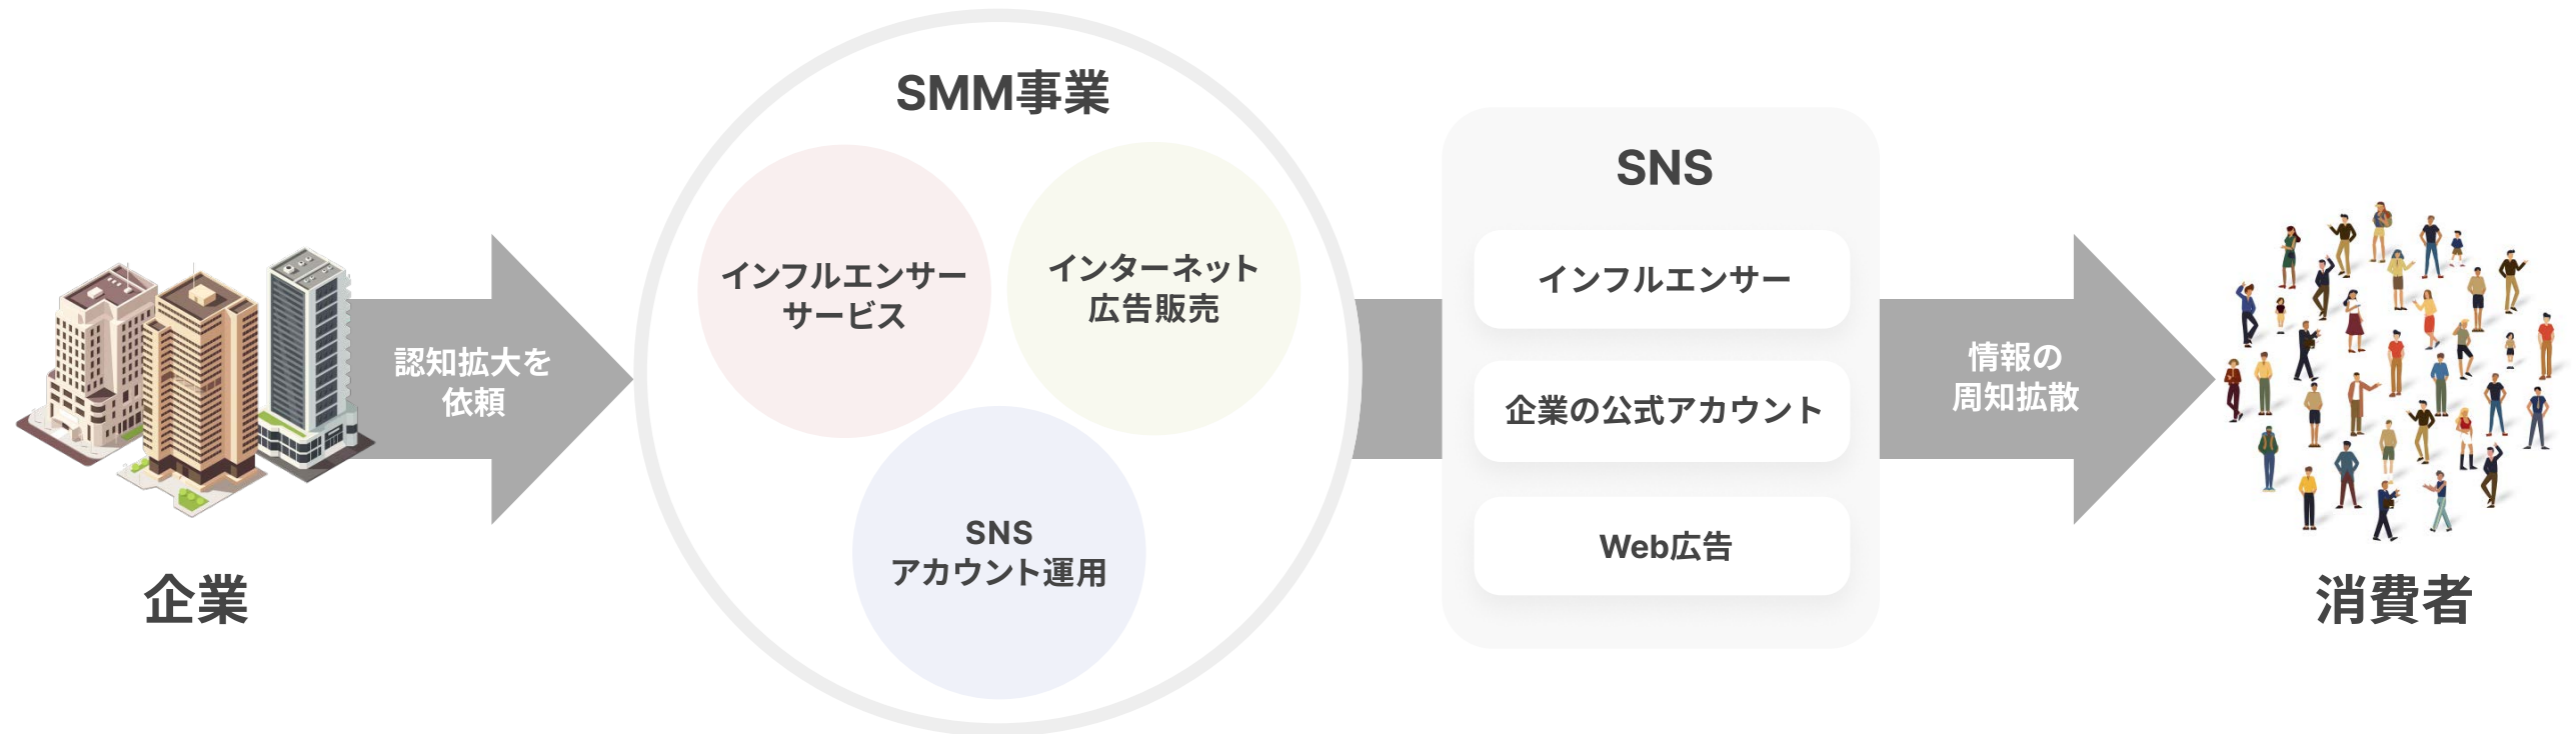 企業
認知拡大を
依頼
SMM事業
インフルエンサー
サービス
インターネット
広告販売
SNS
アカウント運用
SNS
インフルエンサー
企業の公式アカウント
Web広告
情報の
周知拡散
消費者